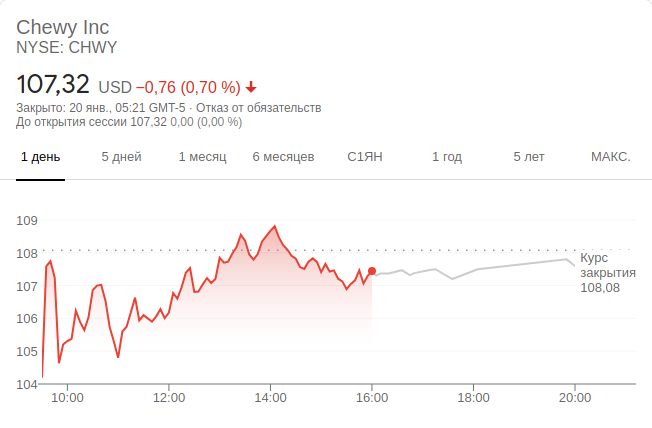 Chewy Inc
NYSE: CHWY
107,32 USD −0,76 (0,70 %)
Закрыто: 20 янв., 05:21 GMT-5 · Отказ от обязательств
До открытия сессии 107,32 0,00 (0,00 %)
1 день 5 дней 1 месяц 6 месяцев С1ЯН 1 год 5 лет МАКС.
109
108
107
106
105
104
Курс
закрытия
108,08
10:00 12:00 14:00 16:00 18:00 20:00